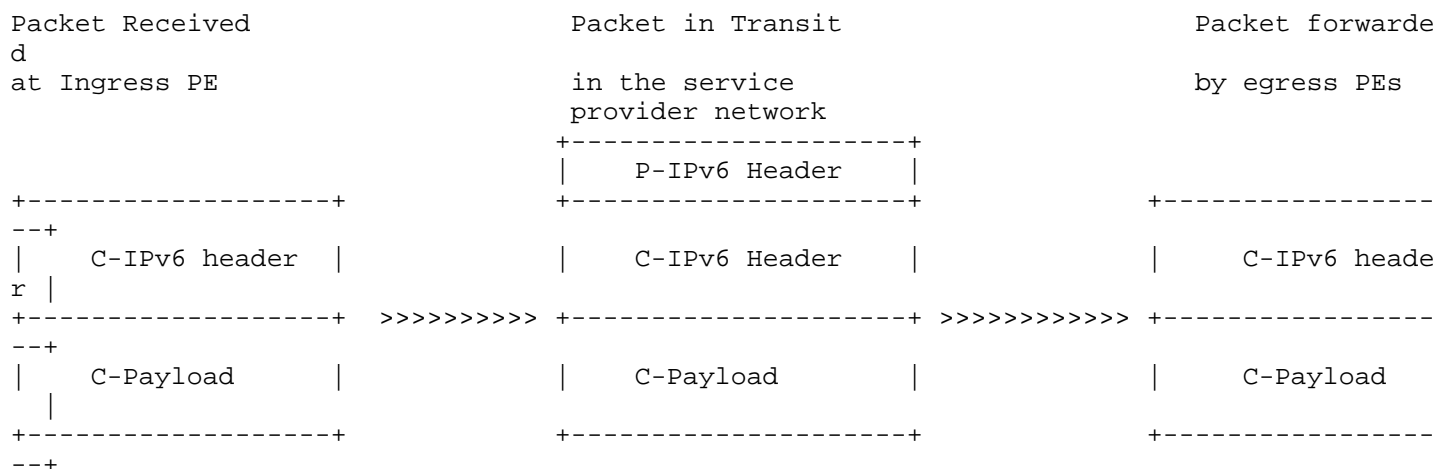 Packet Received                   Packet in Transit                      Packet forwarde
d
at Ingress PE                      in the service                         by egress PEs
                                   provider network
                                  +---------------------+
                                  |    P-IPv6 Header    |
+-------------------+             +---------------------+              +-----------------
--+
|    C-IPv6 header  |             |    C-IPv6 Header    |              |     C-IPv6 heade
r |
+-------------------+  >>>>>>>>>> +---------------------+ >>>>>>>>>>>> +-----------------
--+
|    C-Payload      |             |    C-Payload        |              |     C-Payload
  |
+-------------------+             +---------------------+              +-----------------
--+